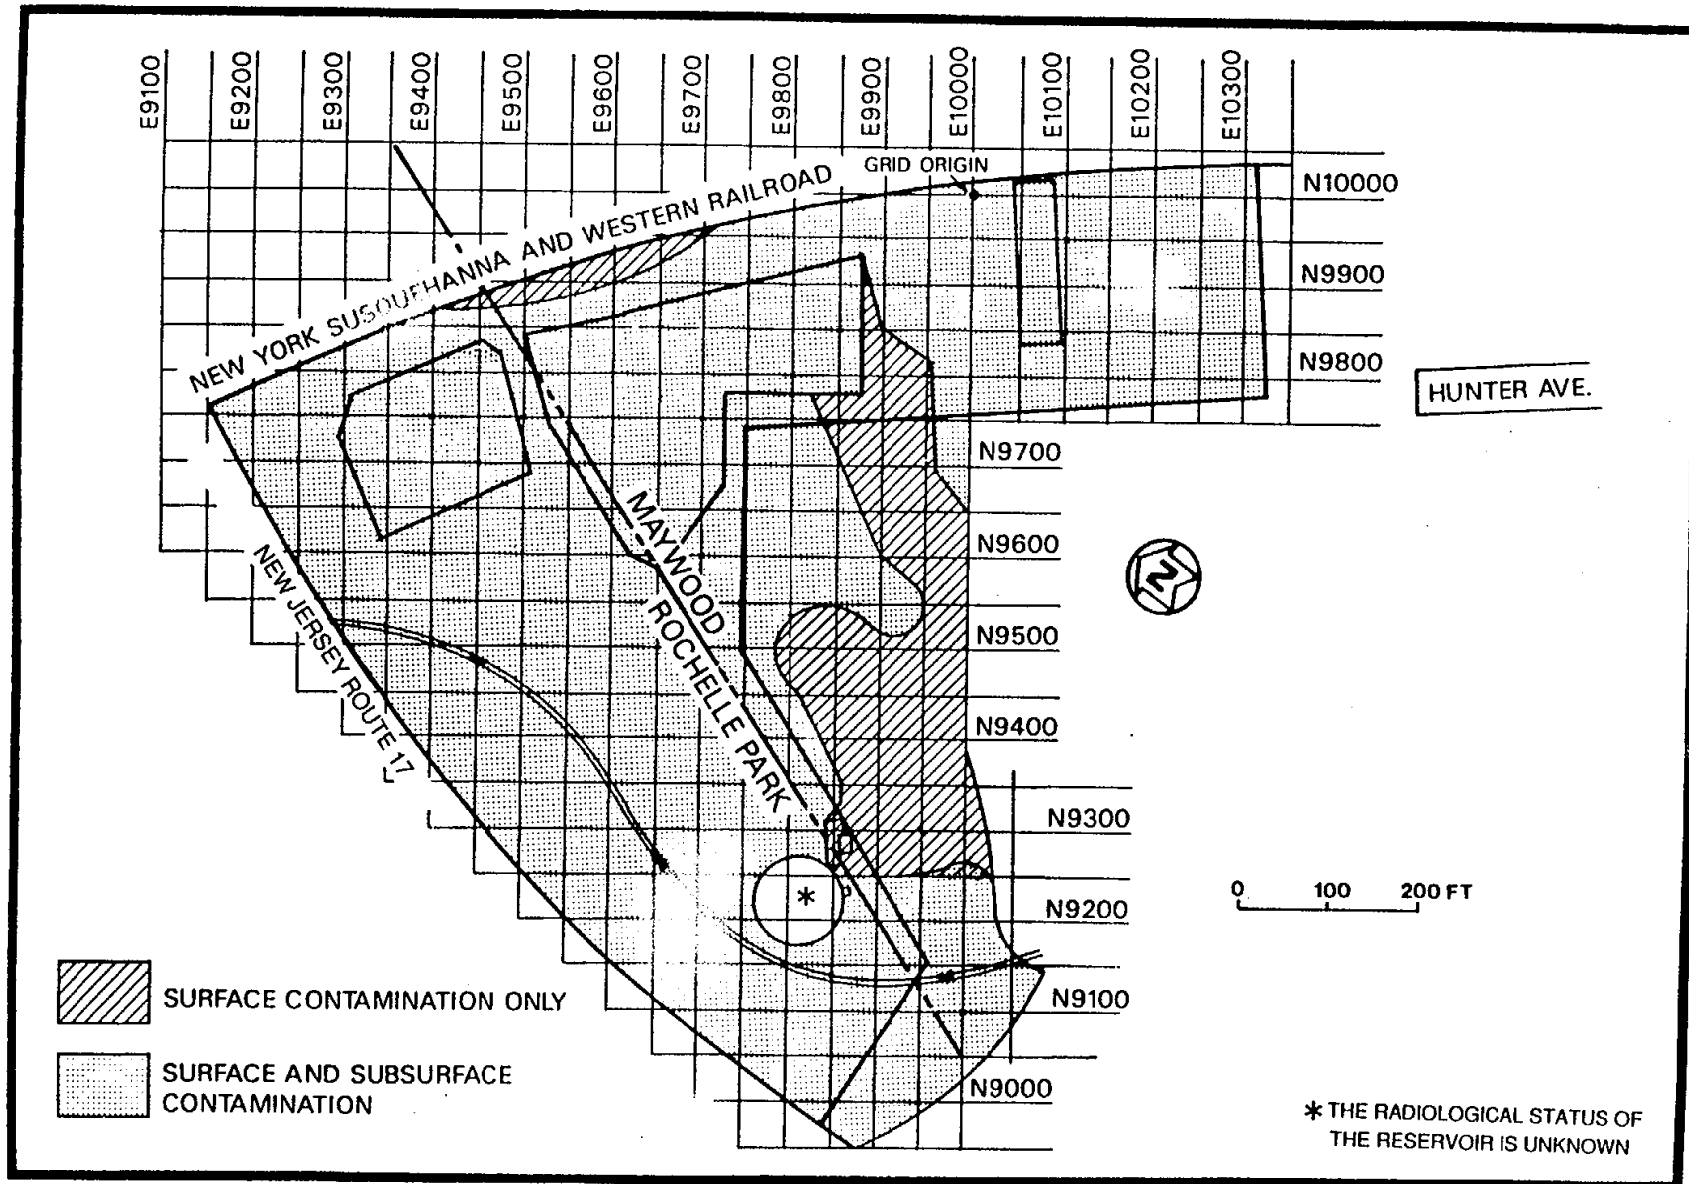 E9100
E9200
E9300
E9400
E9500
E9600
E9700
E9800
E9900
E10000
E10100
E10200
E10300
GRID ORIGIN
NEW YORK SUSQUEHANNA AND WESTERN RAILROAD
N10000
N9900
N9800
HUNTER AVE.
N9700
N9600
N9500
N9400
N9300
N9200
N9100
N9000
MAYWOOD
ROCHELLE PARK
NEW JERSEY ROUTE 17
N
*
0 100 200 FT
SURFACE CONTAMINATION ONLY
SURFACE AND SUBSURFACE
CONTAMINATION
* THE RADIOLOGICAL STATUS OF
THE RESERVOIR IS UNKNOWN